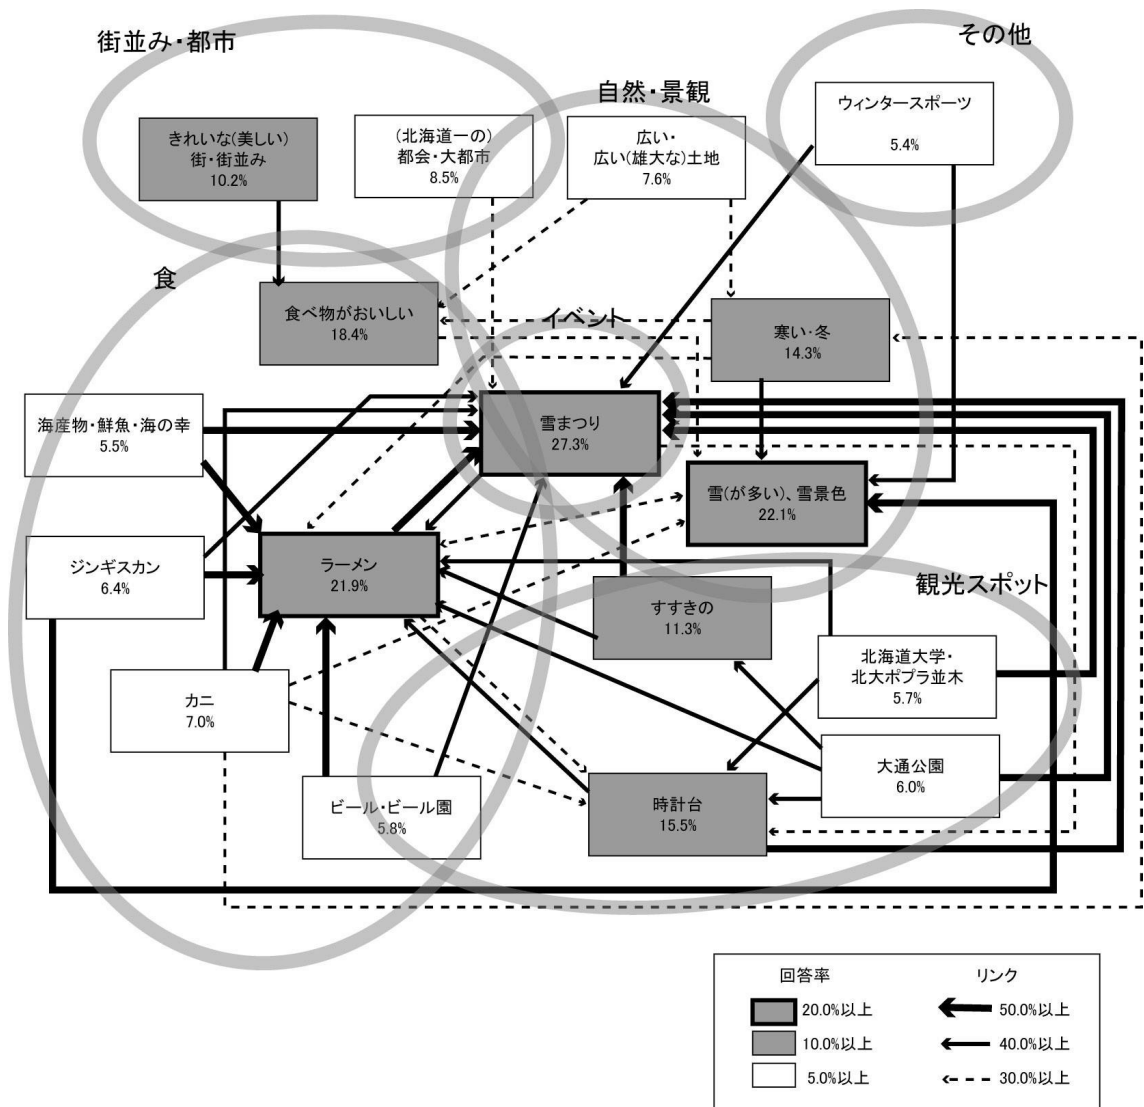 街並み・都市
その他
自然・景観
ウィンタースポーツ
5.4%
きれいな(美しい)
街・街並み
10.2%
(北海道一の)
都会・大都市
8.5%
広い・
広い(雄大な)土地
7.6%
食
食べ物がおいしい
18.4%
イベント
寒い・冬
14.3%
海産物・鮮魚・海の幸
5.5%
雪まつり
27.3%
雪(が多い)、雪景色
22.1%
ジンギスカン
6.4%
ラーメン
21.9%
すすきの
11.3%
観光スポット
北海道大学・
北大ポプラ並木
5.7%
カニ
7.0%
大通公園
6.0%
ビール・ビール園
5.8%
時計台
15.5%
回答率
リンク
20.0%以上
50.0%以上
10.0%以上
40.0%以上
5.0%以上
30.0%以上